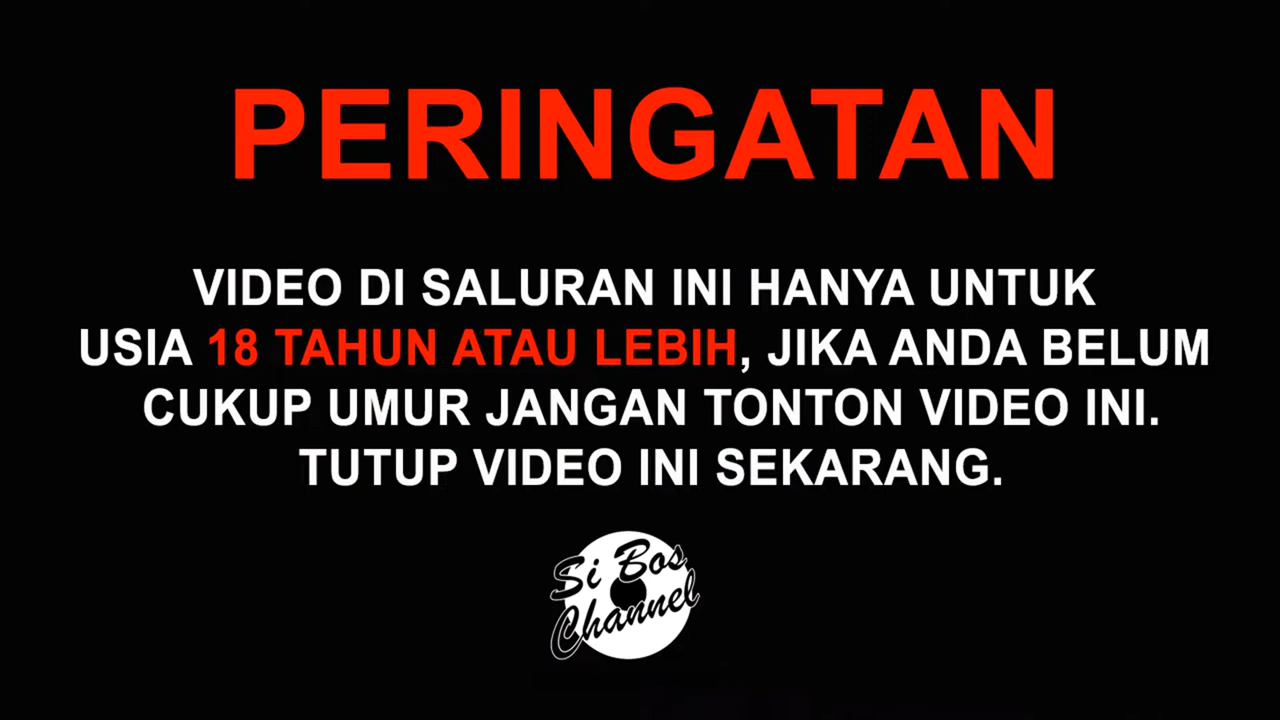 PERINGATAN
VIDEO DI SALURAN INI HANYA UNTUK
USIA 18 TAHUN ATAU LEBIH, JIKA ANDA BELUM
CUKUP UMUR JANGAN TONTON VIDEO INI.
TUTUP VIDEO INI SEKARANG.
Si Bos
Channel